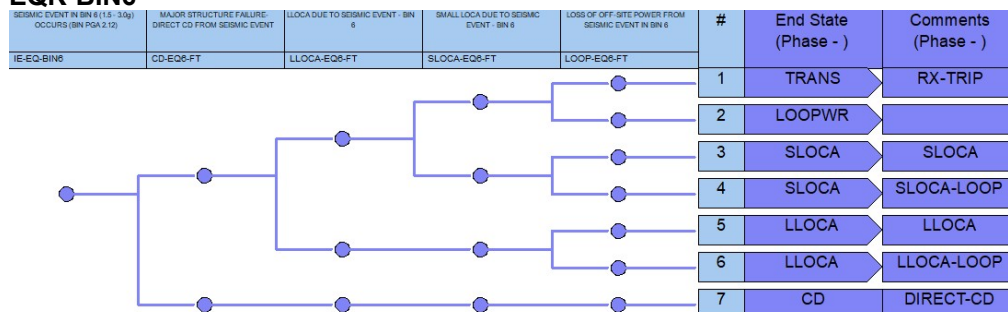 EQK-BIN6
SEISMIC EVENT IN BIN 6 (1.5 - 3.0g)
OCCURS (BIN PGA 2.12)
MAJOR STRUCTURE FAILURE-
DIRECT CD FROM SEISMIC EVENT
LLOCA DUE TO SEISMIC EVENT - BIN
6
SMALL LOCA DUE TO SEISMIC
EVENT - BIN 6
LOSS OF OFF-SITE POWER FROM
SEISMIC EVENT IN BIN 6
#
End State
(Phase - )
Comments
(Phase - )
IE-EQ-BIN6
CD-EQ6-FT
LLOCA-EQ6-FT
SLOCA-EQ6-FT
LOOP-EQ6-FT
1 TRANS RX-TRIP
2 LOOPWR
3 SLOCA SLOCA
4 SLOCA SLOCA-LOOP
5 LLOCA LLOCA
6 LLOCA LLOCA-LOOP
7 CD DIRECT-CD